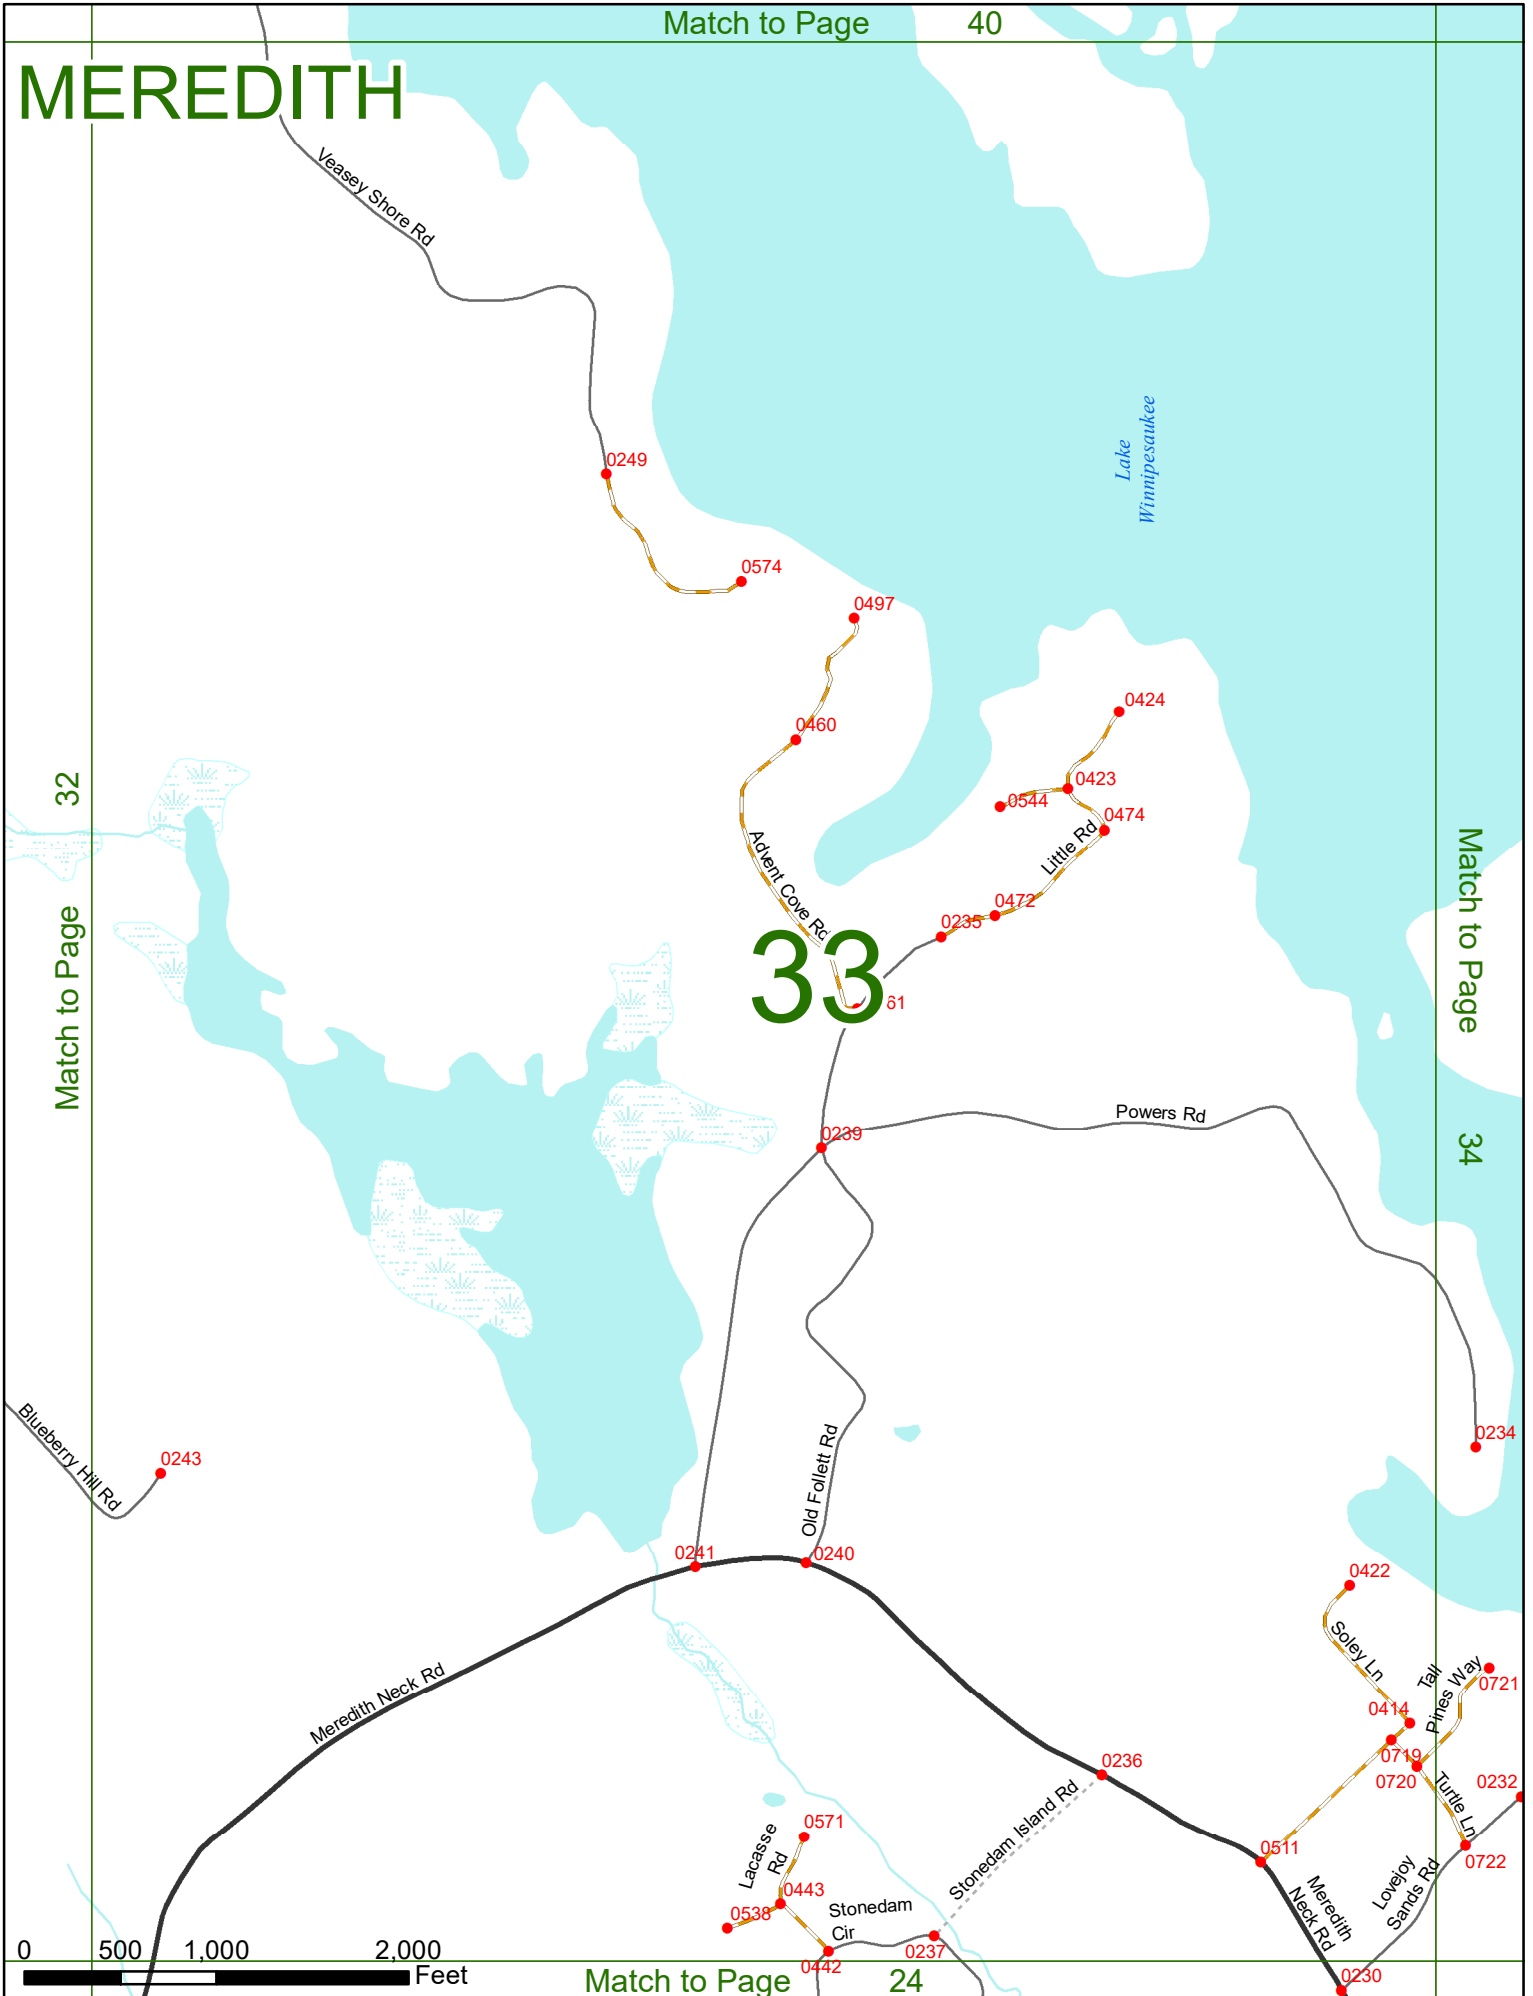 Match to Page 40
MEREDITH
Veasey Shore Rd
Lake
Winnipesaukee
0249
0574
0497
0424
0460
32
Match to Page
0423
0544
0474
Little Rd
Advent Cove Rd
Match to Page
34
0472
0235
33
61
Powers Rd
0239
Blueberry Hill Rd
0243
0234
Old Follett Rd
0241
0240
0422
Soley Ln
Tall
Pines Way
0721
Meredith Neck Rd
0414
0719
0720
0236
0232
Turtle Ln
Stonedam Island Rd
0571
Lacasse
Rd
0511
0722
0443
Stonedam
Cir
0538
Lovejoy
Sands Rd
Meredith
Neck Rd
0237
0442
0 500 1,000 2,000
Feet
Match to Page 24
0230